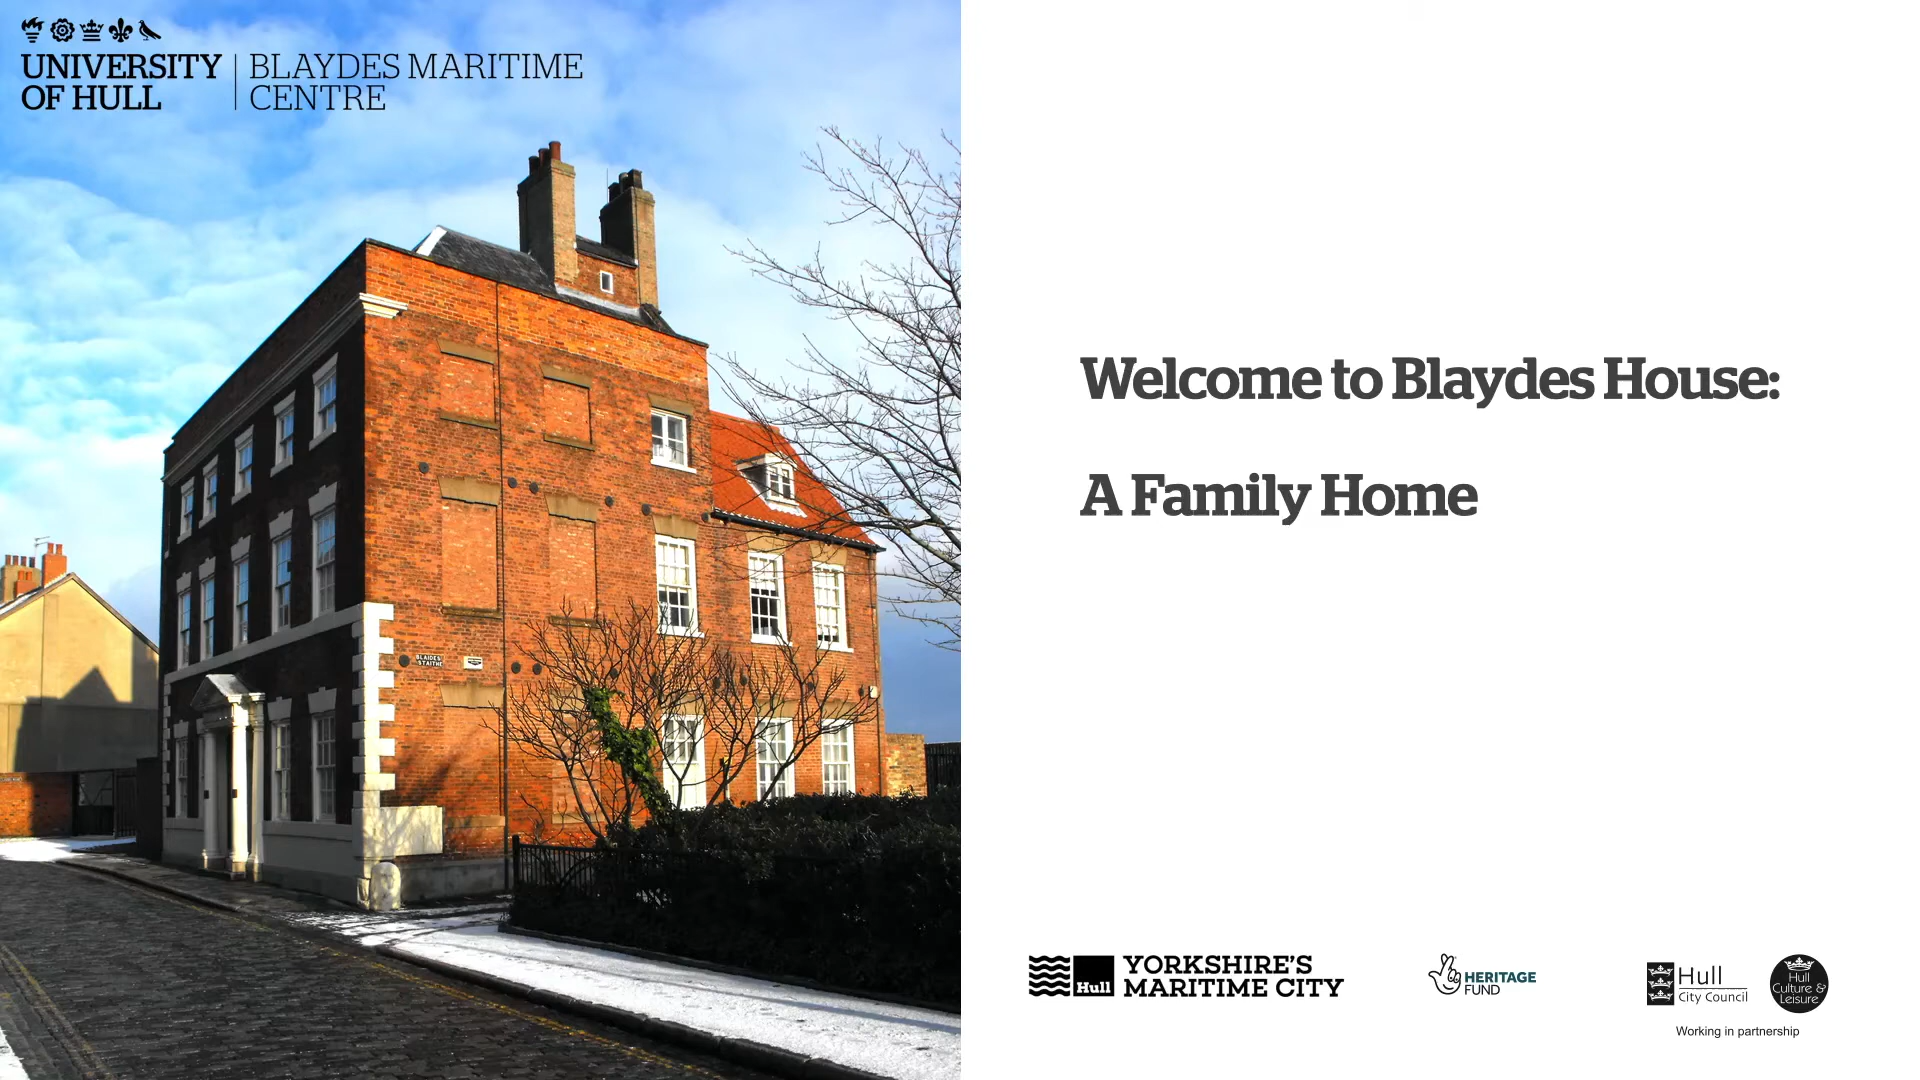 UNIVERSITY
OF HULL
BLAYDES MARITIME
CENTRE
BLAIDES
STAITHE
Welcome to Blaydes House:
A Family Home
Hull
YORKSHIRE'S
MARITIME CITY
HERITAGE
FUND
Hull
City Council
Hull
Culture &
Leisure
Working in partnership